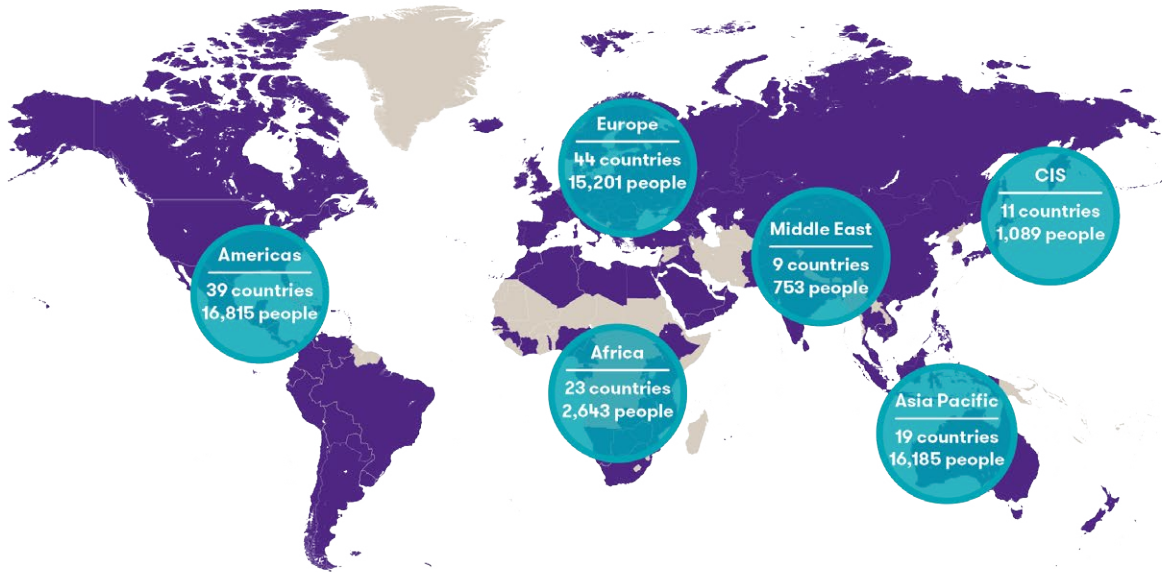 Europe
44 countries
15,201 people
CIS
11 countries
1,089 people
Middle East
9 countries
753 people
Americas
39 countries
16,815 people
Africa
23 countries
2,643 people
Asia Pacific
19 countries
16,185 people